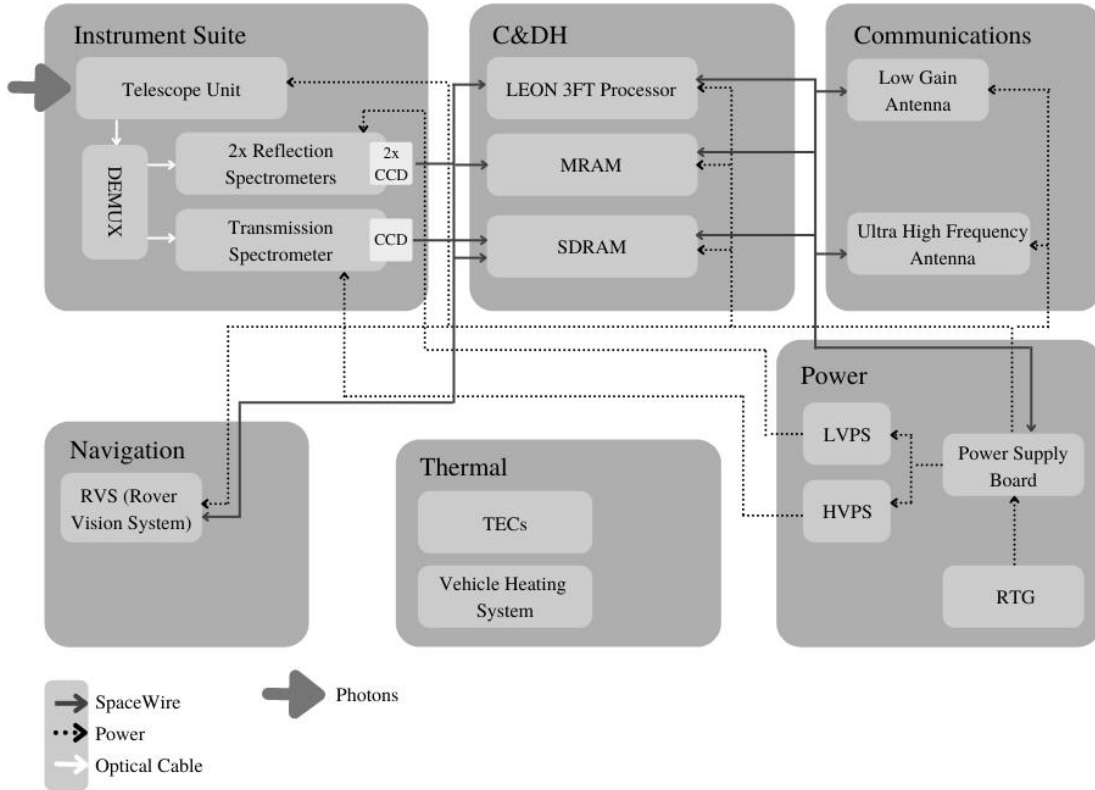 Instrument Suite
Telescope Unit
DEMUX
2x Reflection
Spectrometers
2x
CCD
Transmission
Spectrometer
CCD
C&DH
LEON 3FT Processor
MRAM
SDRAM
Communications
Low Gain
Antenna
Ultra High Frequency
Antenna
Navigation
RVS (Rover
Vision System)
Thermal
TECs
Vehicle Heating
System
Power
LVPS
HVPS
Power Supply
Board
RTG
SpaceWire
Power
Optical Cable
Photons